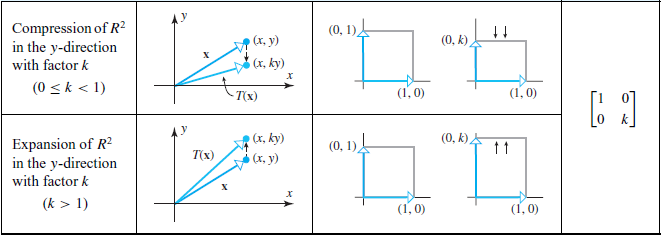 Compression of R²
in the y-direction
with factor k
(0 ≤ k < 1)
y
(x, y)
x
(x, ky)
x
T(x)
(0, 1)
(1, 0)
(0, k)
(1, 0)
Expansion of R²
in the y-direction
with factor k
(k > 1)
y
(x, ky)
T(x)
(x, y)
x
x
(0, 1)
(1, 0)
(0, k)
(1, 0)
[1 0]
[0 k]